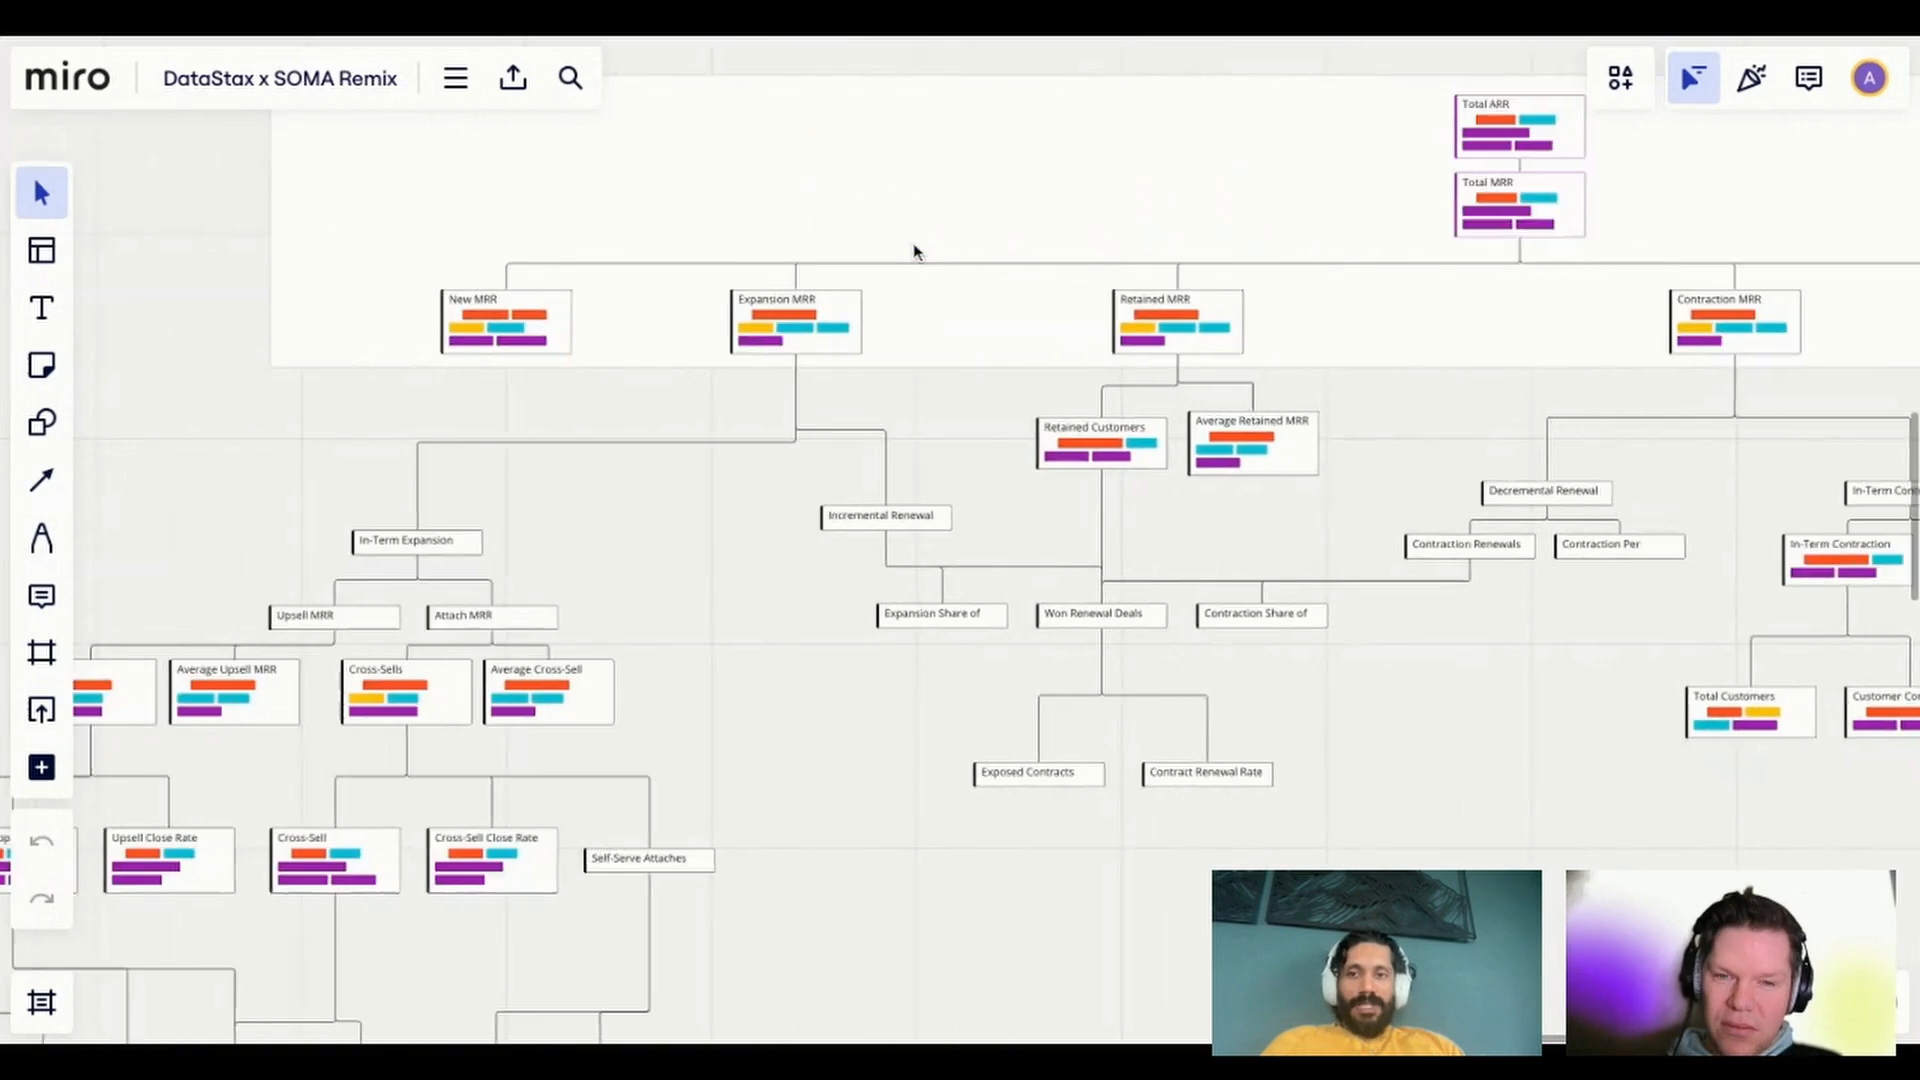 miro
DataStax x SOMA Remix
A
Total ARR
Total MRR
New MRR
Expansion MRR
Retained MRR
Contraction MRR
Retained Customers
Average Retained MRR
Decremental Renewal
In-Term
Incremental Renewal
In-Term Expansion
Contraction Renewals
Contraction Per
In-Term Contraction
Upsell MRR
Attach MRR
Expansion Share of
Won Renewal Deals
Contraction Share of
Average Upsell MRR
Cross-Sells
Average Cross-Sell
Total Customers
Customer
Exposed Contracts
Contract Renewal Rate
Upsell Close Rate
Cross-Sell
Cross-Sell Close Rate
Self-Serve Attaches